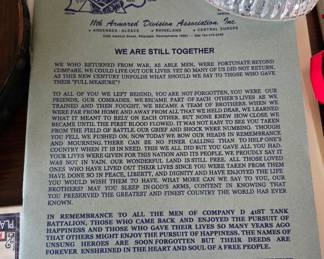 11th Armored Division Association, Inc.
• ARDENNES - ALSACE • RHINELAND • CENTRAL EUROPE
WE ARE STILL TOGETHER
WE WHO RETURNED FROM WAR, AS ABLE MEN, WERE FORTUNATE BEYOND
COMPARE. WE COULD LIVE OUT OUR LIVES. YET SO MANY OF US DID NOT RETURN.
AS THIS NEW CENTURY UNFOLDS WHAT SHOULD WE SAY TO THOSE WHO GAVE
THEIR "FULL MEASURE"?
TO ALL OF YOU WE LEFT BEHIND, YOU ARE NOT FORGOTTEN, YOU WERE OUR
FRIENDS, OUR COMRADES. WE BECAME PART OF EACH OTHER'S LIVES AS WE
TRAINED AND THEN FOUGHT. WE BECAME A TEAM OF BROTHERS WHEN WE
WERE FAR FROM HOME AND AWAY FROM ALL THAT WE HELD DEAR, WE LEARNED
WHAT IT MEANT TO RELY ON EACH OTHER. BUT NONE KNEW HOW CLOSE WE
BECAME UNTIL THE FIRST BLOOD FLOWED. IT WAS NOT EASY TO SEE YOU TAKEN
FROM THE FIELD OF BATTLE. OUR GRIEF AND SHOCK WERE NUMBING. THOUGH
YOU FELL, WE PUSHED ON. NOW TODAY WE BOW OUR HEADS IN REMEMBRANCE
AND MOURNING. THERE CAN BE NO FINER CALLING THAN TO HELP ONE'S
COUNTRY WHEN IT IS IN NEED. THIS WE ALL DID BUT YOU GAVE ALL YOU HAD.
YOUR LIVES WERE GIVEN FOR THIS NATION AND ITS PEOPLE. WE PROUDLY SAY IT
WAS NOT IN VAIN. OUR WONDERFUL LAND IS STILL FREE. ALL THOSE LOVED
ONES WHO HAVE LIVED OUT THEIR LIVES SINCE YOU WERE TAKEN FROM THEM
HAVE DONE SO IN PEACE, LIBERTY, AND DIGNITY AND HAVE ENJOYED THE LIFE
YOU WOULD WISH THEM TO HAVE. WHAT MORE CAN WE SAY TO YOU, OUR
BROTHERS? MAY YOU SLEEP IN GOD'S ARMS, CONTENT IN KNOWING THAT
YOU PRESERVED THE GREATEST AND FINEST COUNTRY THE WORLD HAS EVER
KNOWN.
IN REMEMBRANCE TO ALL THE MEN OF COMPANY D 41ST TANK
BATTALION, THOSE WHO CAME BACK AND ENJOYED THE PURSUIT OF
HAPPINESS AND THOSE WHO GAVE THEIR LIVES SO MANY YEARS AGO
THAT OTHERS MIGHT ENJOY THE PURSUIT OF HAPPINESS. THE NAMES OF
UNSUNG HEROES ARE SOON FORGOTTEN BUT THEIR DEEDS ARE
FOREVER ENSHRINED IN THE HEART AND SOUL OF A FREE PEOPLE.